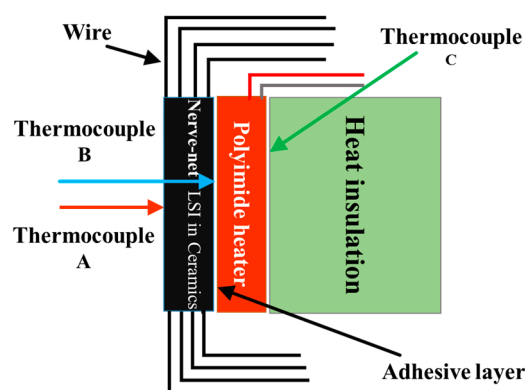 Wire
Thermocouple
C
Thermocouple
B
Thermocouple
A
Nerve-net LSI in Ceramics
Polyimide heater
Heat insulation
Adhesive layer